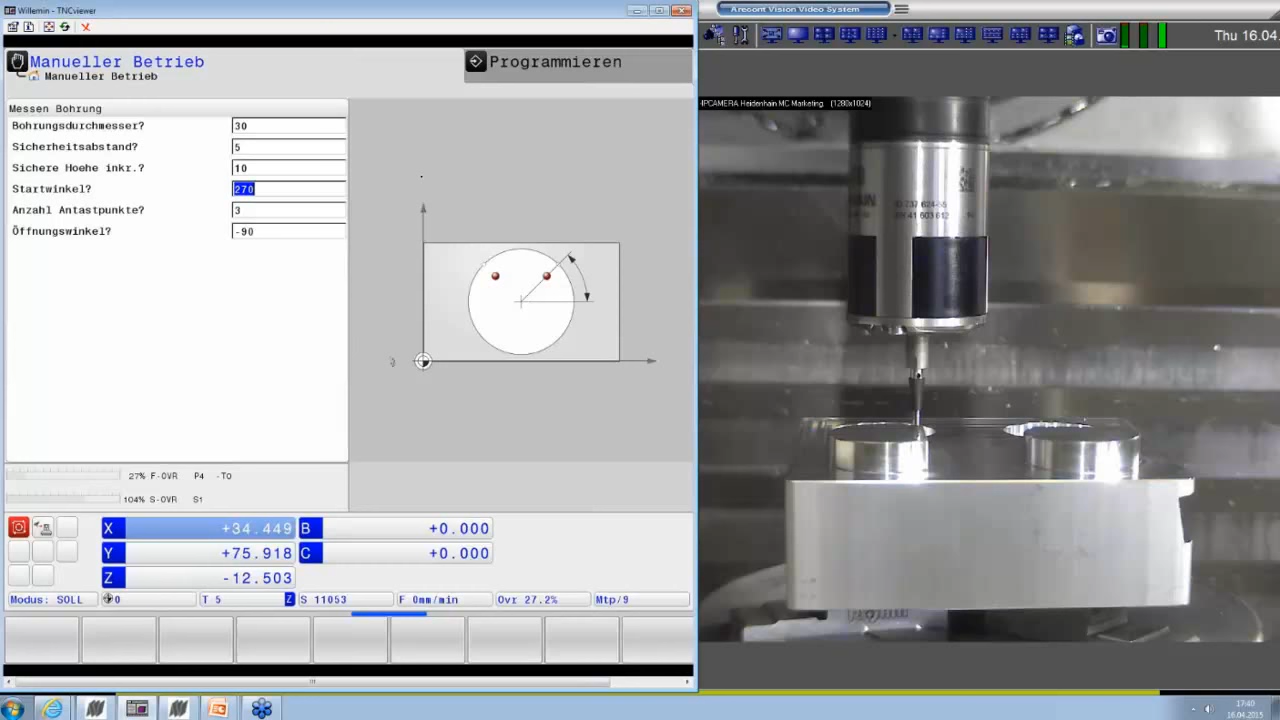 Willemin - TNCviewer
Arecont Vision Video System
Thu 16.04.
Manueller Betrieb
Programmieren
Manueller Betrieb
Messen Bohrung
Bohrungsdurchmesser? 30
Sicherheitsabstand? 5
Sichere Hoehe inkr.? 10
Startwinkel? 270
Anzahl Antastpunkte? 3
Öffnungswinkel? -90
HPCAMERA Heidenhain MC Marketing (1280x1024)
27% F-OVR P4 -T0
104% S-OVR S1
X +34.449 B +0.000
Y +75.918 C +0.000
Z -12.503
Modus: SOLL 0 T 5 Z S 11053 F 0mm/min Ovr 27.2% Mtp/9
17:40
16.04.2015